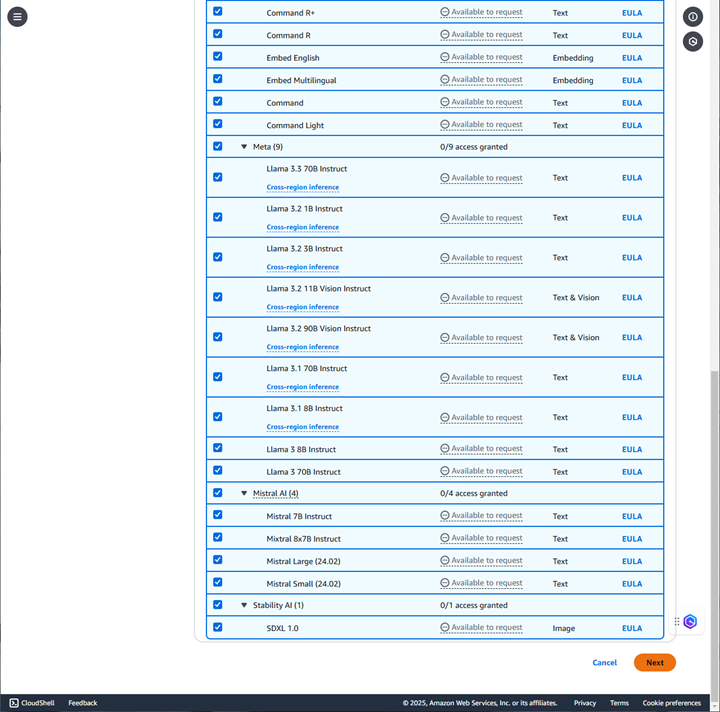 Command R+ Available to request Text EULA
Command R Available to request Text EULA
Embed English Available to request Embedding EULA
Embed Multilingual Available to request Embedding EULA
Command Available to request Text EULA
Command Light Available to request Text EULA
Meta (9) 0/9 access granted
Llama 3.3 70B Instruct
Available to request Text EULA
Cross-region inference
Llama 3.2 1B Instruct
Available to request Text EULA
Cross-region inference
Llama 3.2 3B Instruct
Available to request Text EULA
Cross-region inference
Llama 3.2 11B Vision Instruct
Available to request Text & Vision EULA
Cross-region inference
Llama 3.2 90B Vision Instruct
Available to request Text & Vision EULA
Cross-region inference
Llama 3.1 70B Instruct
Available to request Text EULA
Cross-region inference
Llama 3.1 8B Instruct
Available to request Text EULA
Cross-region inference
Llama 3 8B Instruct Available to request Text EULA
Llama 3 70B Instruct Available to request Text EULA
Mistral AI (4) 0/4 access granted
Mistral 7B Instruct Available to request Text EULA
Mixtral 8x7B Instruct Available to request Text EULA
Mistral Large (24.02) Available to request Text EULA
Mistral Small (24.02) Available to request Text EULA
Stability AI (1) 0/1 access granted
SDXL 1.0 Available to request Image EULA
Cancel Next
CloudShell Feedback © 2025, Amazon Web Services, Inc. or its affiliates. Privacy Terms Cookie preferences